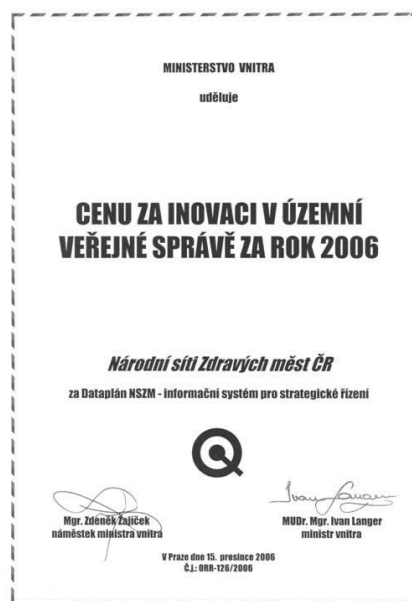 MINISTERSTVO VNITRA
uděluje
CENU ZA INOVACI V ÚZEMNÍ
VEŘEJNÉ SPRÁVĚ ZA ROK 2006
Národní síti Zdravých měst ČR
za Dataplán NSZM - informační systém pro strategické řízení
Mgr. Zdeněk Zajíček
náměstek ministra vnitra
Ivan Langer
MUDr. Mgr. Ivan Langer
ministr vnitra
V Praze dne 15. prosince 2006
Č.j.: ORR-126/2006